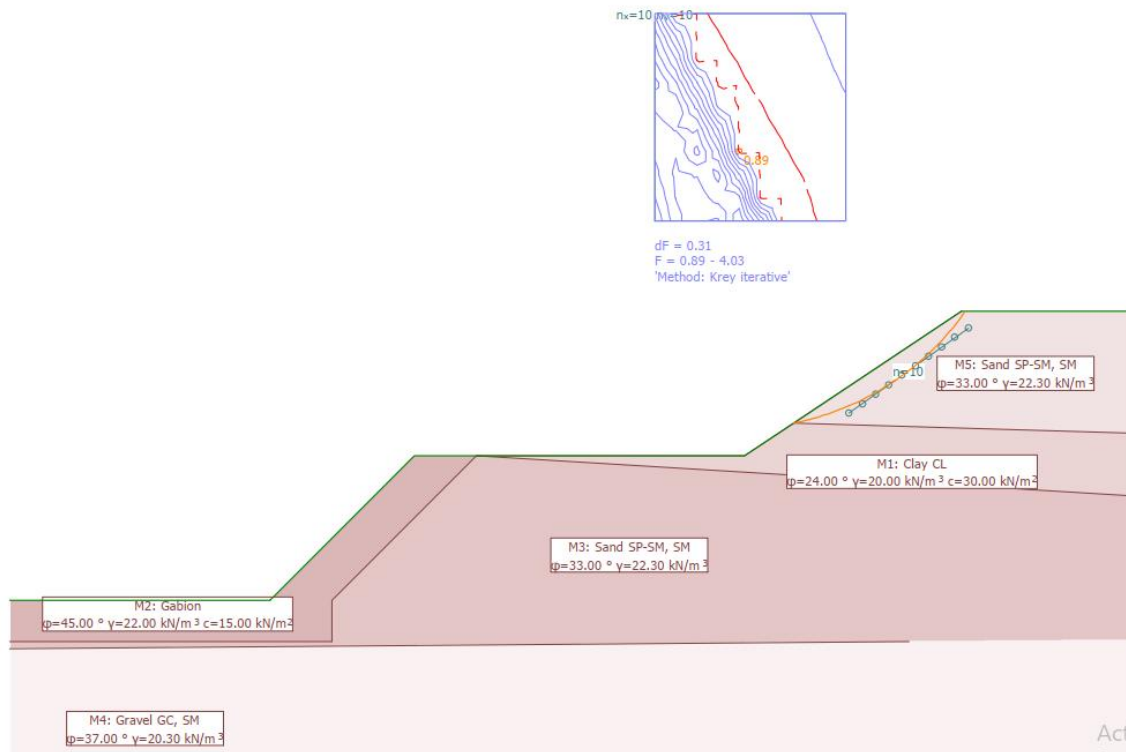 nₓ=10 nᵧ=10
0.89
dF = 0.31
F = 0.89 - 4.03
'Method: Krey iterative'
n=10
M5: Sand SP-SM, SM
φ=33.00 ° γ=22.30 kN/m³
M1: Clay CL
φ=24.00 ° γ=20.00 kN/m³ c=30.00 kN/m²
M3: Sand SP-SM, SM
φ=33.00 ° γ=22.30 kN/m³
M2: Gabion
φ=45.00 ° γ=22.00 kN/m³ c=15.00 kN/m²
M4: Gravel GC, SM
φ=37.00 ° γ=20.30 kN/m³
Act